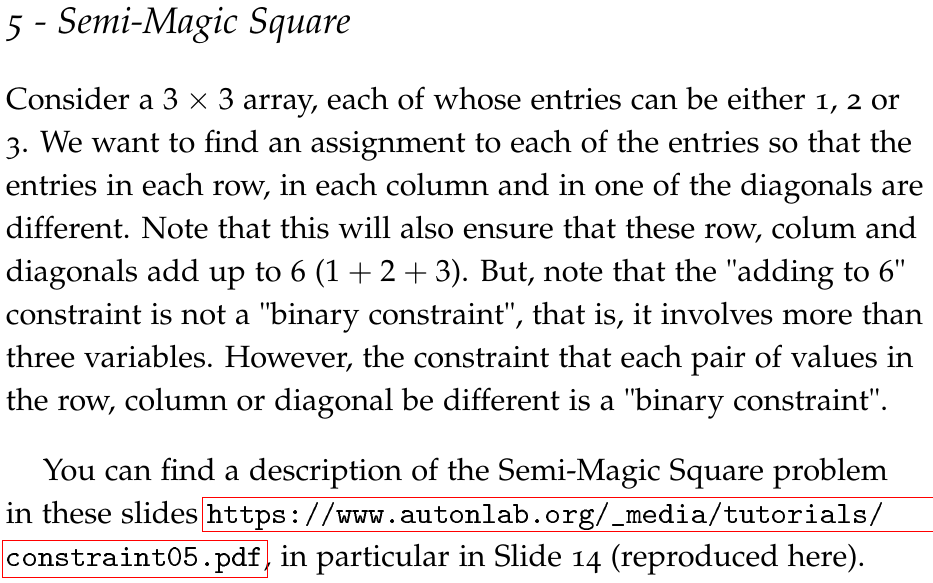 5 - Semi-Magic Square
Consider a 3 × 3 array, each of whose entries can be either 1, 2 or
3. We want to find an assignment to each of the entries so that the
entries in each row, in each column and in one of the diagonals are
different. Note that this will also ensure that these row, colum and
diagonals add up to 6 (1 + 2 + 3). But, note that the "adding to 6"
constraint is not a "binary constraint", that is, it involves more than
three variables. However, the constraint that each pair of values in
the row, column or diagonal be different is a "binary constraint".
You can find a description of the Semi-Magic Square problem
in these slides https://www.autonlab.org/_media/tutorials/
constraint05.pdf, in particular in Slide 14 (reproduced here).